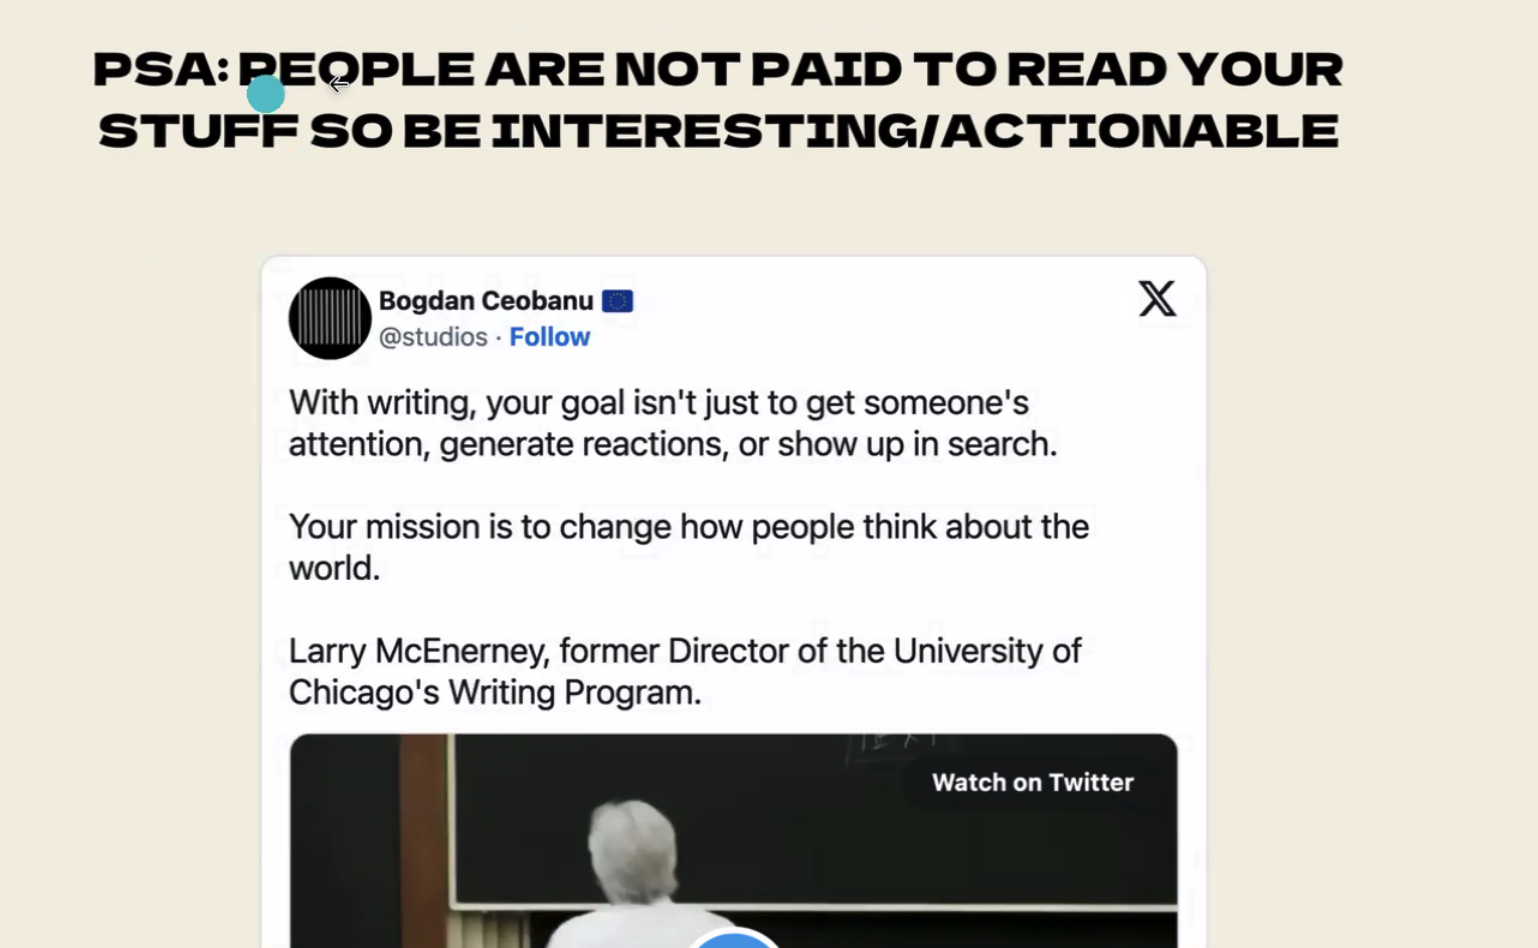 PSA: PEOPLE ARE NOT PAID TO READ YOUR
STUFF SO BE INTERESTING/ACTIONABLE
Bogdan Ceobanu 🇪🇺
@studios · Follow
With writing, your goal isn't just to get someone's
attention, generate reactions, or show up in search.
Your mission is to change how people think about the
world.
Larry McEnerney, former Director of the University of
Chicago's Writing Program.
Watch on Twitter